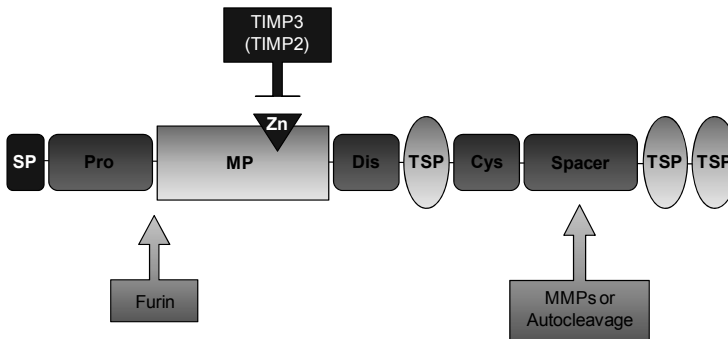 TIMP3
(TIMP2)
Zn
SP Pro MP Dis TSP Cys Spacer TSP TSP
Furin
MMPs or
Autocleavage